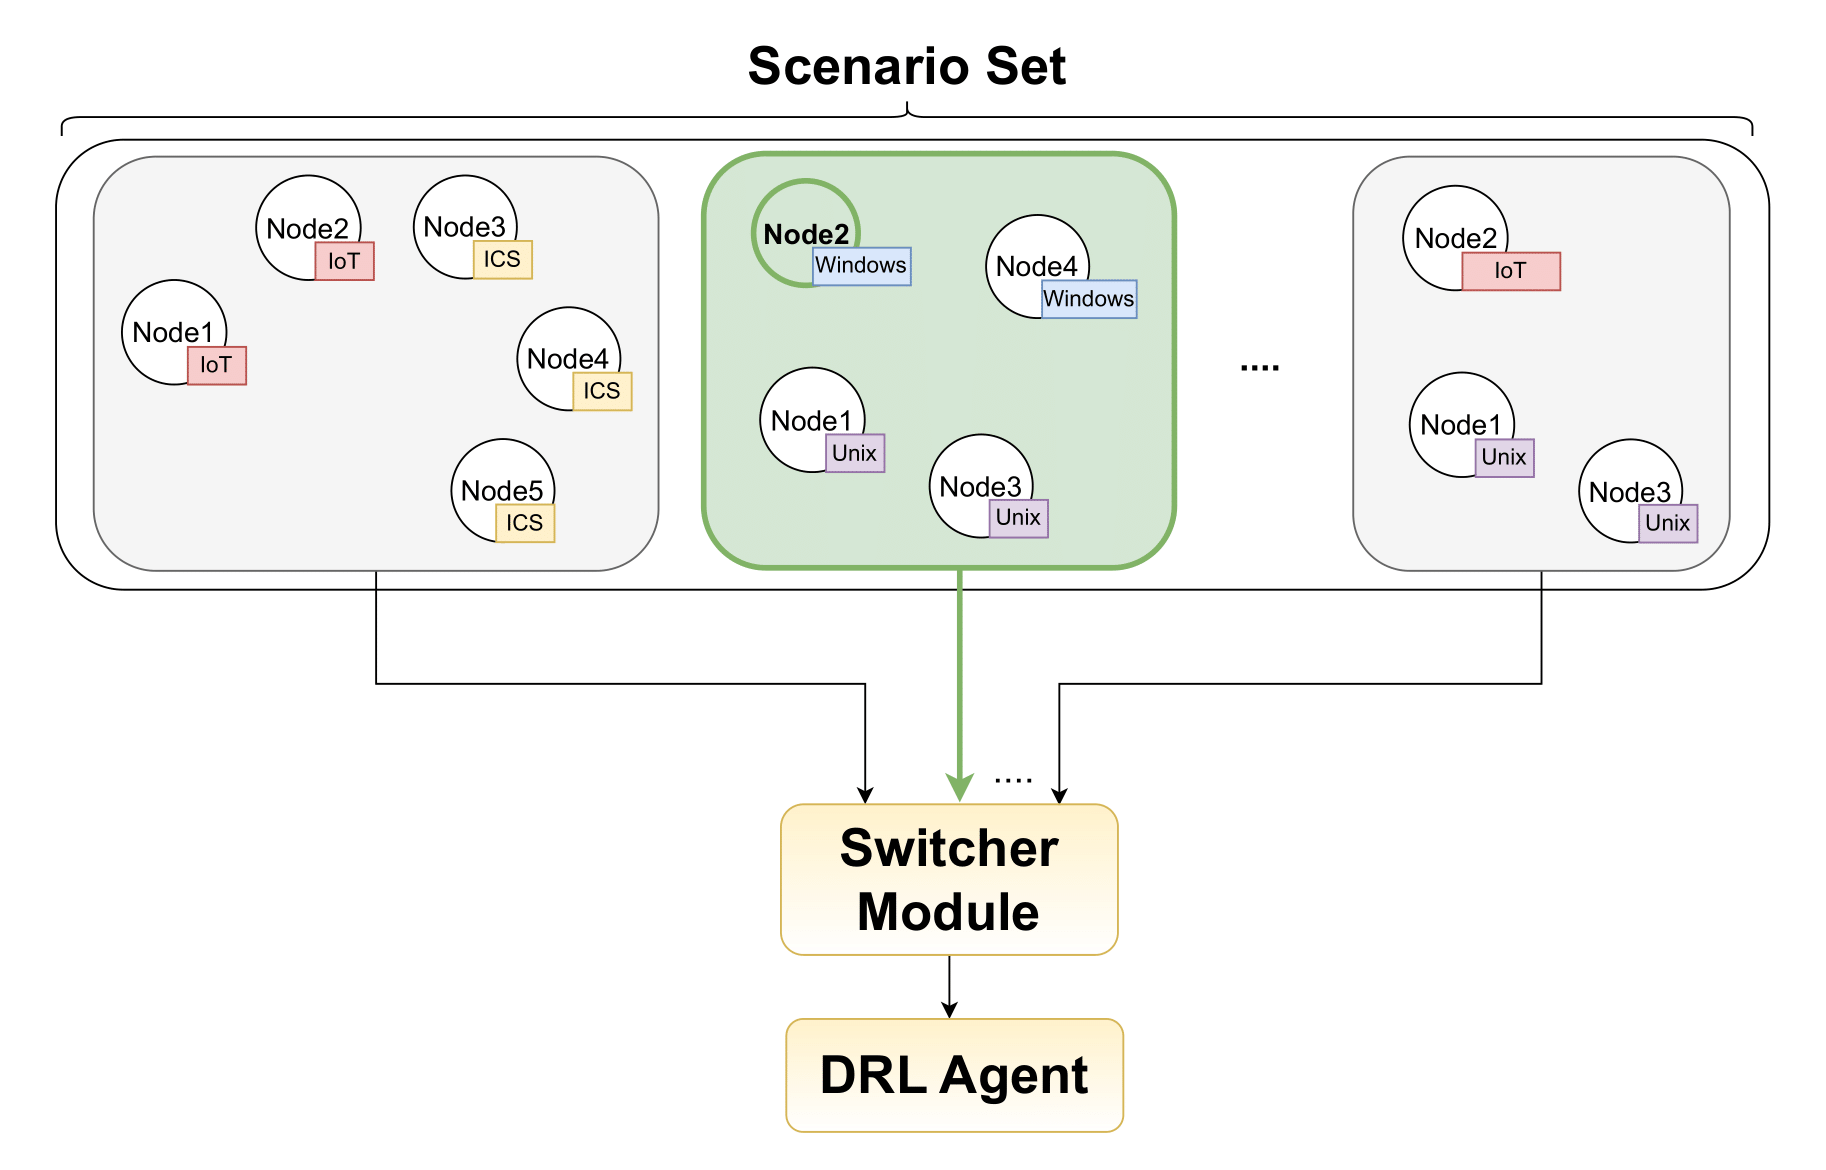 Scenario Set
Node2
IoT
Node3
ICS
Node1
IoT
Node4
ICS
Node5
ICS
Node2
Windows
Node4
Windows
Node1
Unix
Node3
Unix
....
Node2
IoT
Node1
Unix
Node3
Unix
....
Switcher
Module
DRL Agent